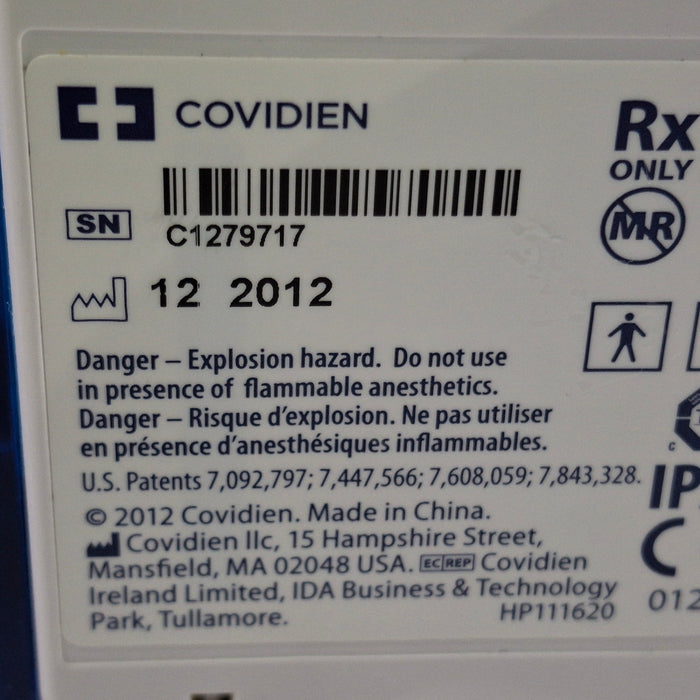 COVIDIEN
Rx
ONLY
SN
C1279717
MR
12 2012
Danger – Explosion hazard. Do not use
in presence of flammable anesthetics.
Danger – Risque d'explosion. Ne pas utiliser
en présence d'anesthésiques inflammables.
U.S. Patents 7,092,797; 7,447,566; 7,608,059; 7,843,328.
© 2012 Covidien. Made in China.
Covidien llc, 15 Hampshire Street,
Mansfield, MA 02048 USA. EC REP Covidien
Ireland Limited, IDA Business & Technology
Park, Tullamore.
HP111620
IP
C
012